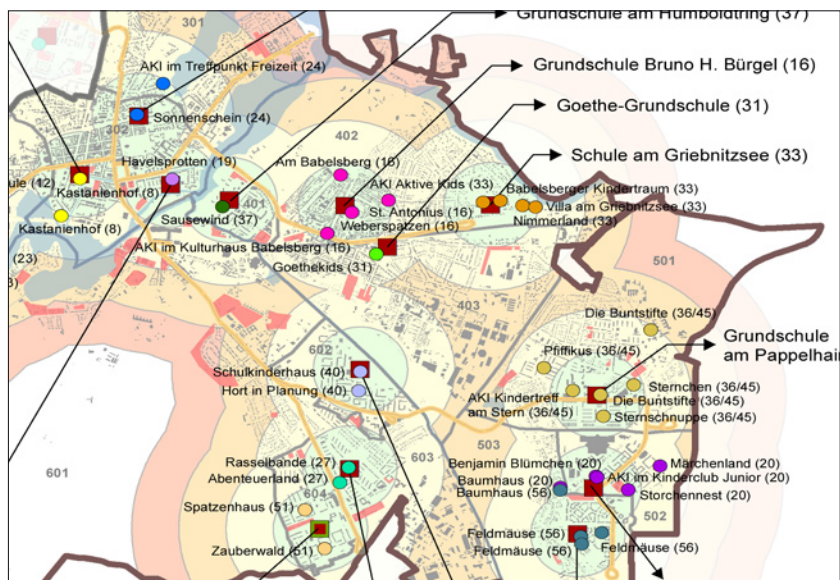 301
Grundschule am Humboldtring (37)
AKI im Treffpunkt Freizeit (24)
Grundschule Bruno H. Bürgel (16)
Sonnenschein (24)
302
402
Goethe-Grundschule (31)
Havelsprotten (19)
Am Babelsberg (16)
Schule am Griebnitzsee (33)
ule (12)
Kastanienhof (8)
401
AKI Aktive Kids (33)
Babelsberger Kindertraum (33)
Sausewind (37)
St. Antonius (16)
Villa am Griebnitzsee (33)
Kastanienhof (8)
Weberspatzen (16)
Nimmerland (33)
AKI im Kulturhaus Babelsberg (16)
(23)
Goethekids (31)
501
403
Die Buntstifte (36/45)
602
Pfiffikus (36/45)
Grundschule
am Pappelhain
Schulkinderhaus (40)
Hort in Planung (40)
AKI Kindertreff
am Stern (36/45)
Sternchen (36/45)
Die Buntstifte (36/45)
Sternschnuppe (36/45)
503
601
Rasselbande (27)
Abenteuerland (27)
Benjamin Blümchen (20)
Märchenland (20)
AKI im Kinderclub Junior (20)
Baumhaus (20)
Baumhaus (56)
Storchennest (20)
604
Spatzenhaus (51)
502
Zauberwald (51)
Feldmäuse (56)
Feldmäuse (56)
Feldmäuse (56)